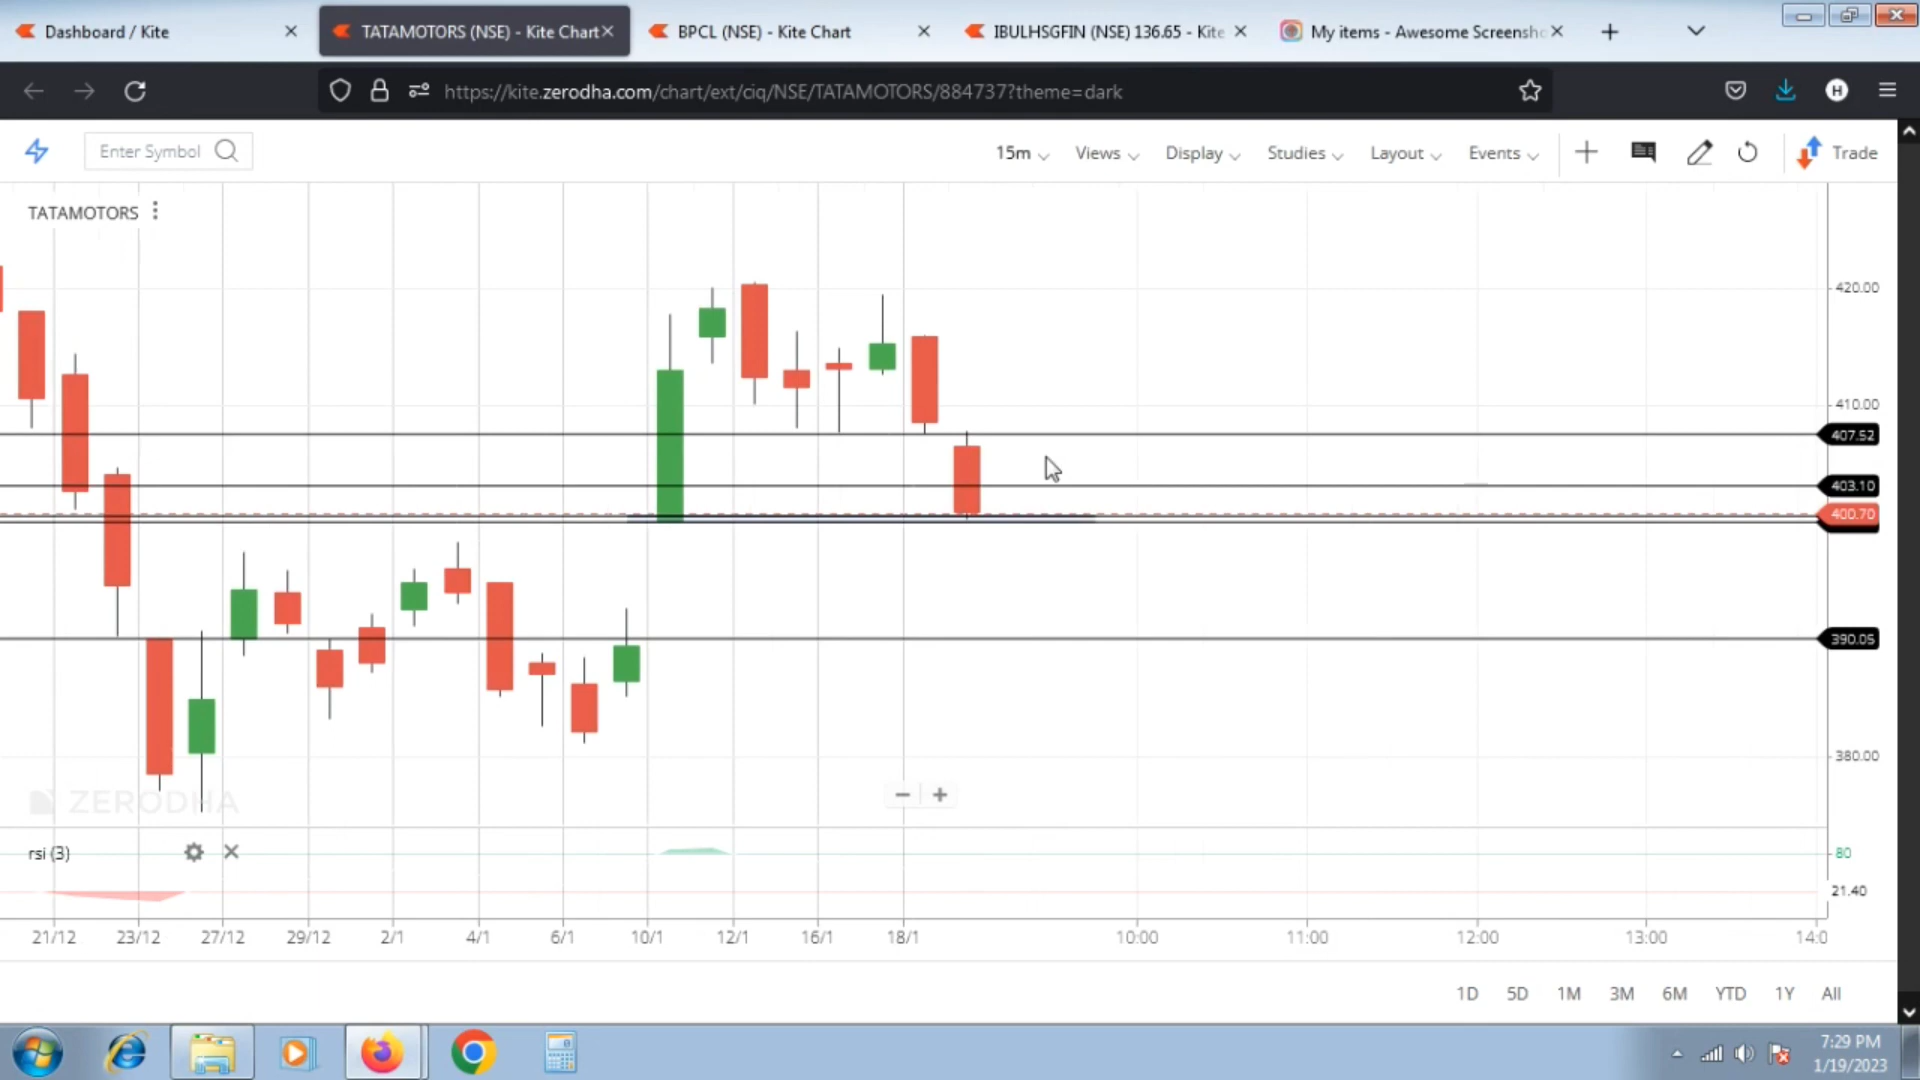 Dashboard / Kite
TATAMOTORS (NSE) - Kite Chart
BPCL (NSE) - Kite Chart
IBULHSGFIN (NSE) 136.65 - Kite
My items - Awesome Screensho
https://kite.zerodha.com/chart/ext/ciq/NSE/TATAMOTORS/884737?theme=dark
H
Enter Symbol
15m
Views
Display
Studies
Layout
Events
Trade
TATAMOTORS
420.00
410.00
407.52
403.10
400.70
390.05
380.00
ZERODHA
rsi (3)
80
21.40
21/12
23/12
27/12
29/12
2/1
4/1
6/1
10/1
12/1
16/1
18/1
10:00
11:00
12:00
13:00
14:0
1D
5D
1M
3M
6M
YTD
1Y
All
7:29 PM
1/19/2023